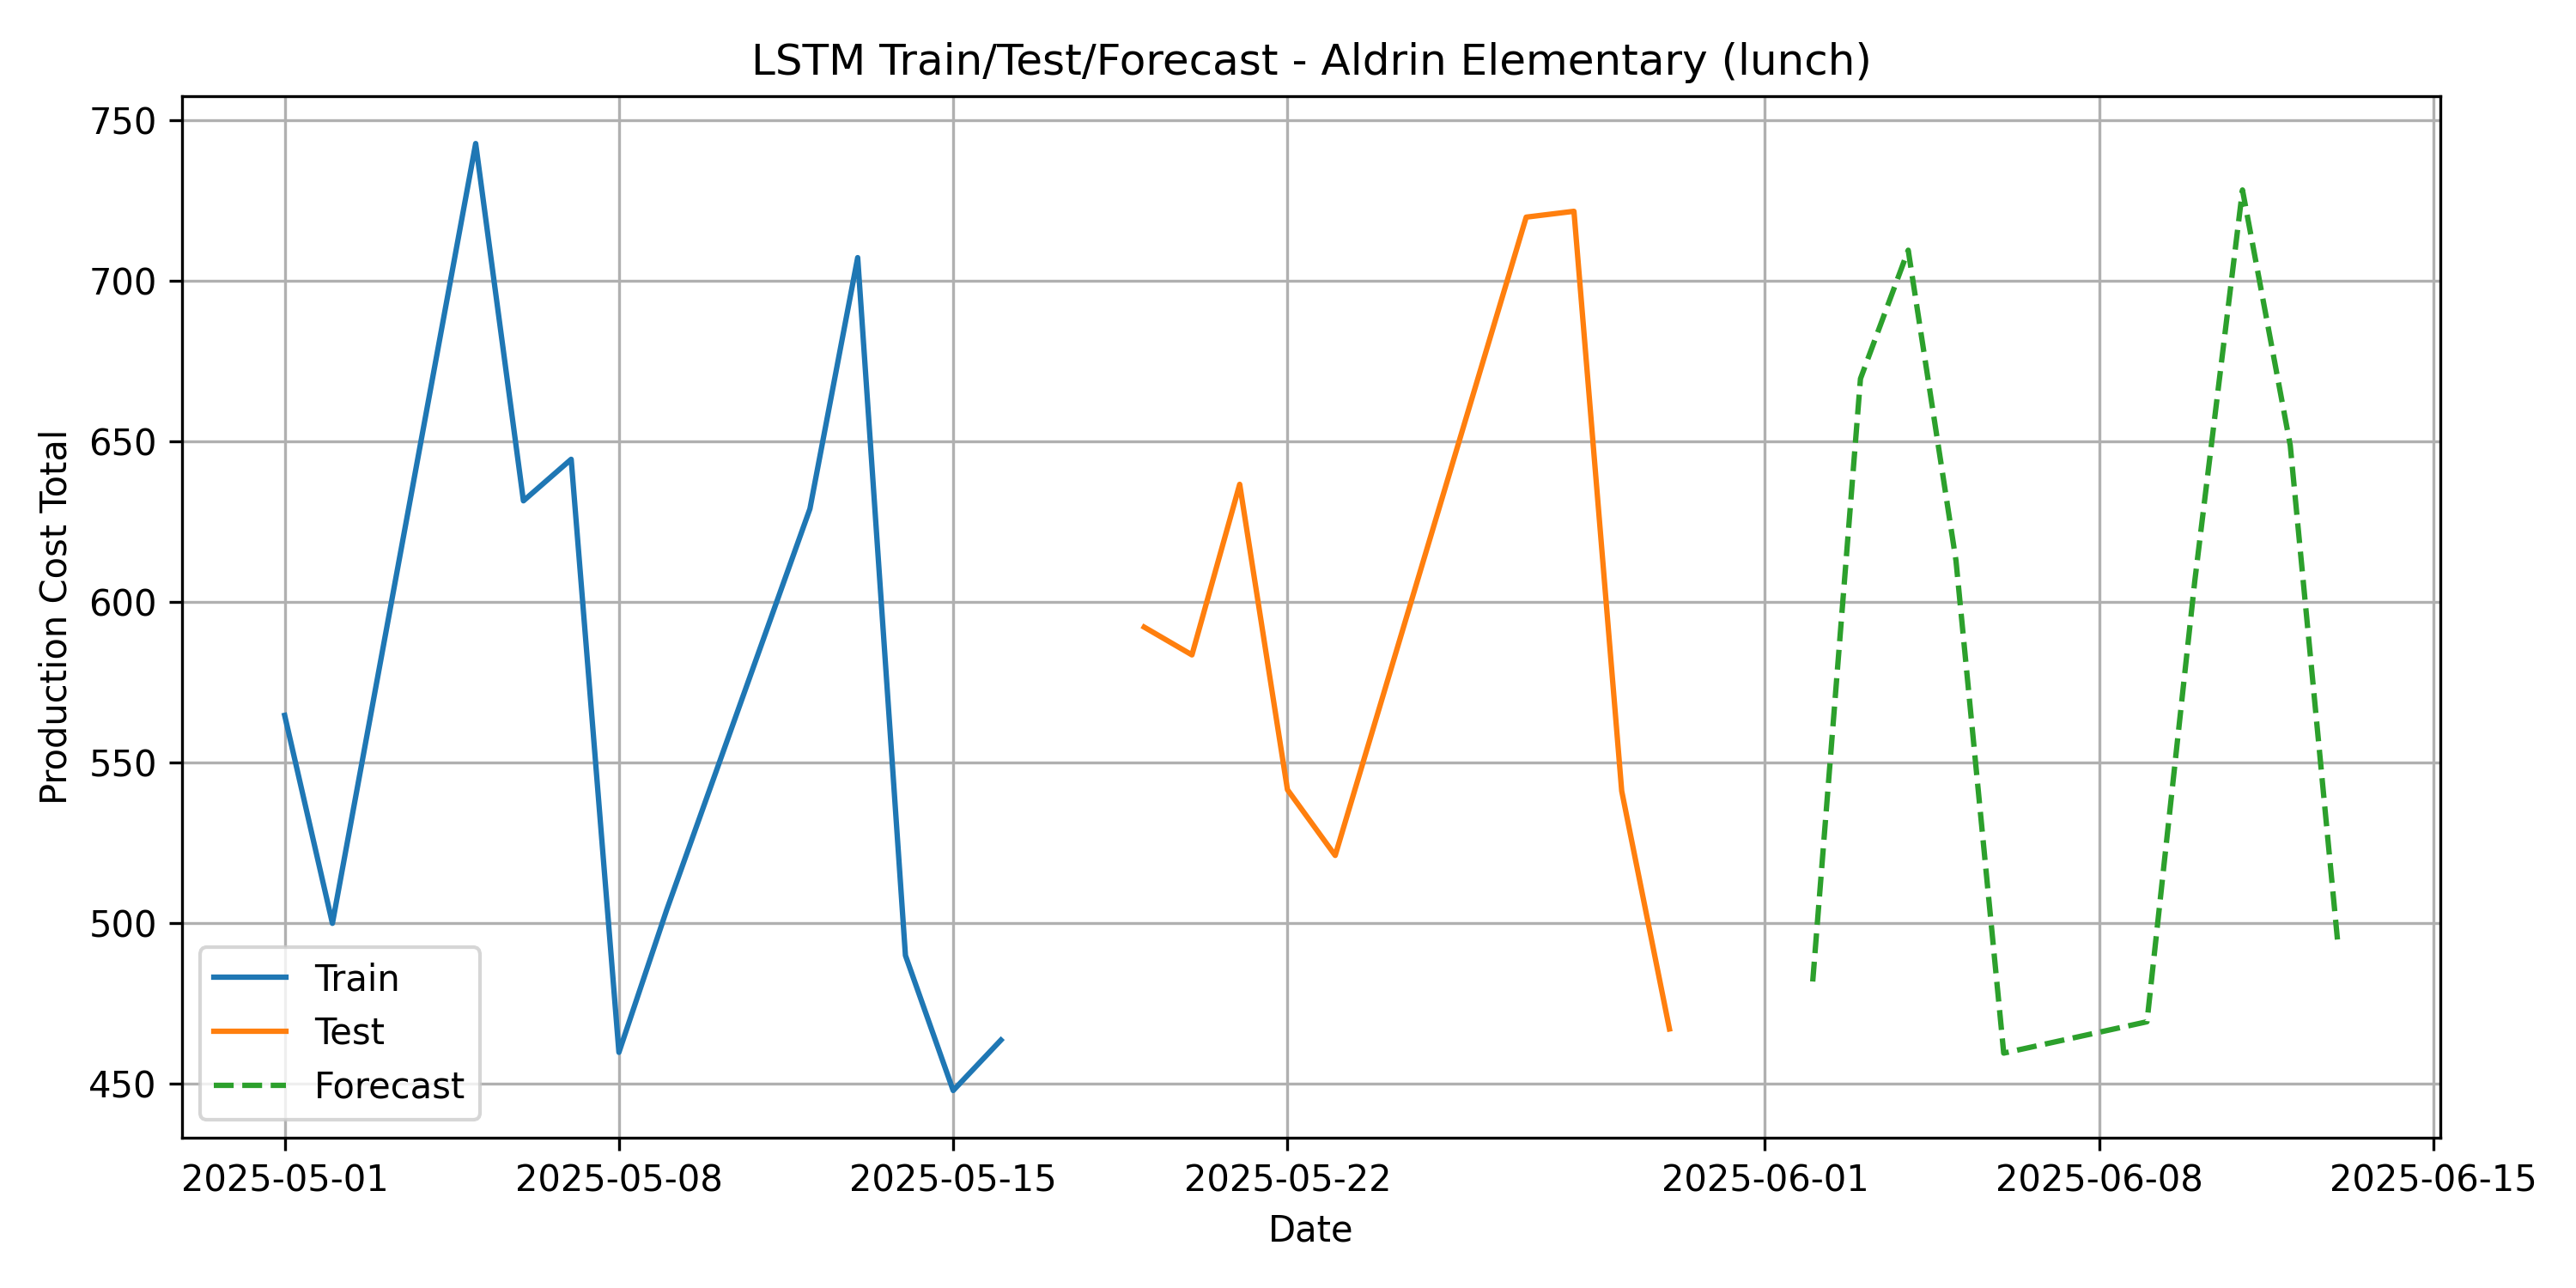 LSTM Train/Test/Forecast - Aldrin Elementary (lunch)
Production Cost Total
750
700
650
600
550
500
450
Train
Test
Forecast
2025-05-01 2025-05-08 2025-05-15 2025-05-22 2025-06-01 2025-06-08 2025-06-15
Date